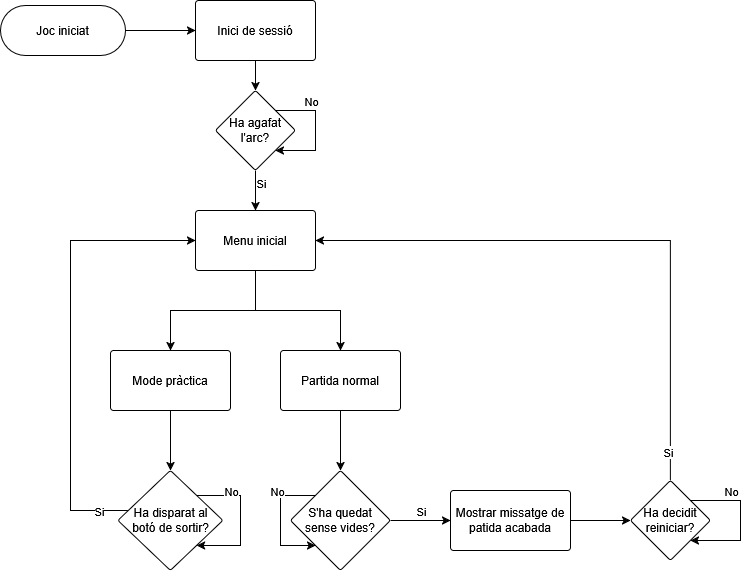 Joc iniciat
Inici de sessió
No
Ha agafat
l'arc?
Si
Menu inicial
Mode pràctica
Partida normal
Si
No
No
Ha disparat al
botó de sortir?
Si
S'ha quedat
sense vides?
Si
Mostrar missatge de
patida acabada
No
Ha decidit
reiniciar?